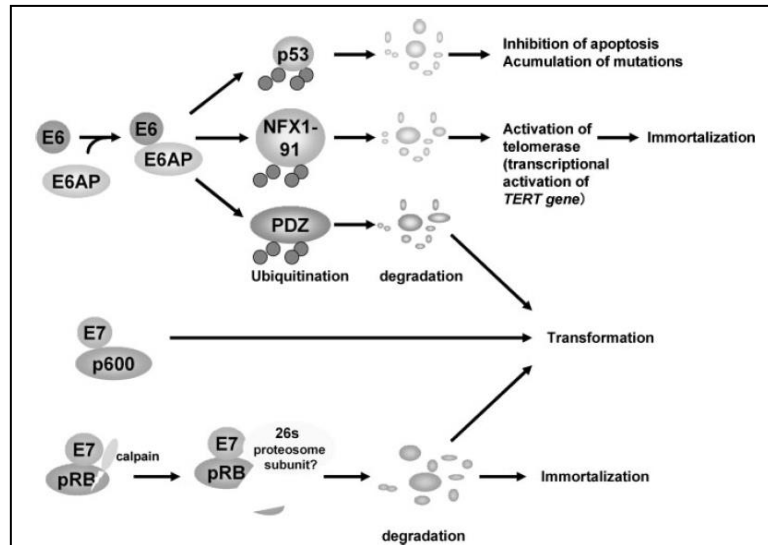 p53
Inhibition of apoptosis
Acumulation of mutations
E6
E6
E6AP
E6AP
NFX1-
91
Activation of
telomerase
(transcriptional
activation of
TERT gene)
Immortalization
PDZ
Ubiquitination
degradation
E7
p600
Transformation
E7
pRB
calpain
E7
pRB
26s
proteosome
subunit?
Immortalization
degradation